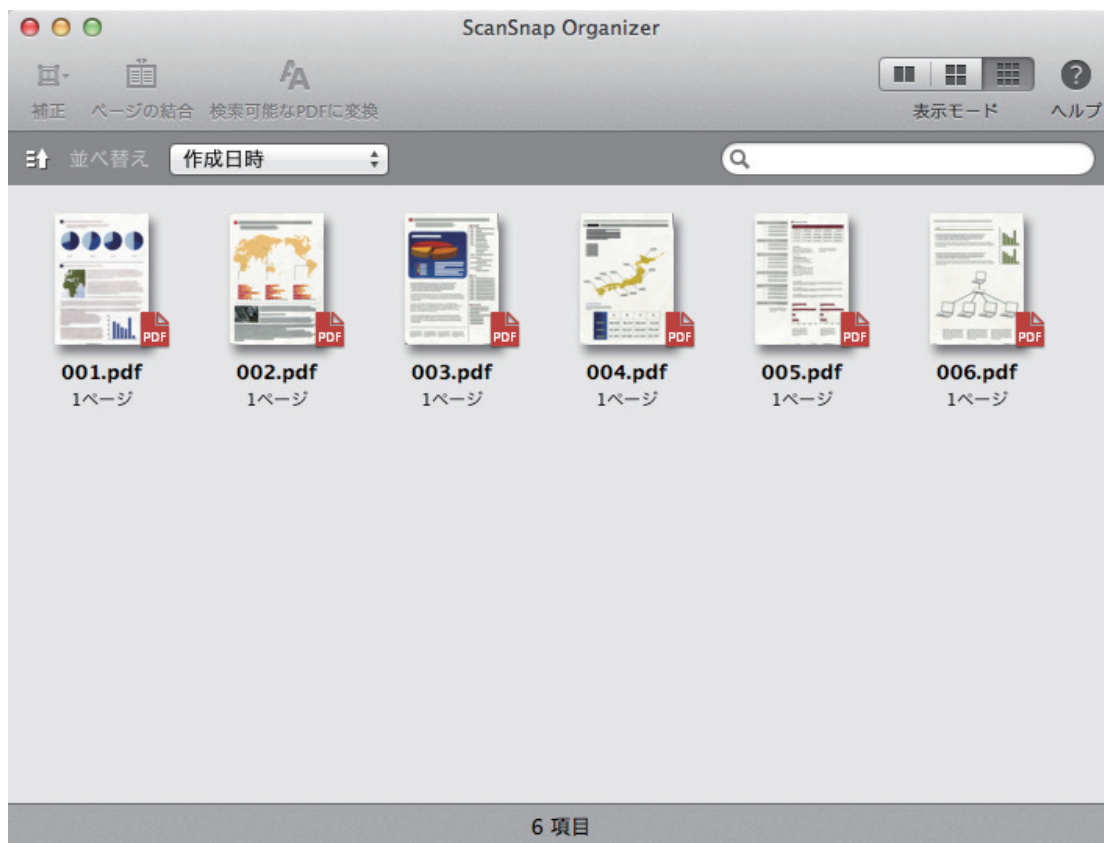 ScanSnap Organizer
補正 ページの結合 検索可能なPDFに変換 表示モード ヘルプ
並べ替え 作成日時
PDF PDF PDF PDF PDF PDF
001.pdf 002.pdf 003.pdf 004.pdf 005.pdf 006.pdf
1ページ 1ページ 1ページ 1ページ 1ページ 1ページ
6 項目